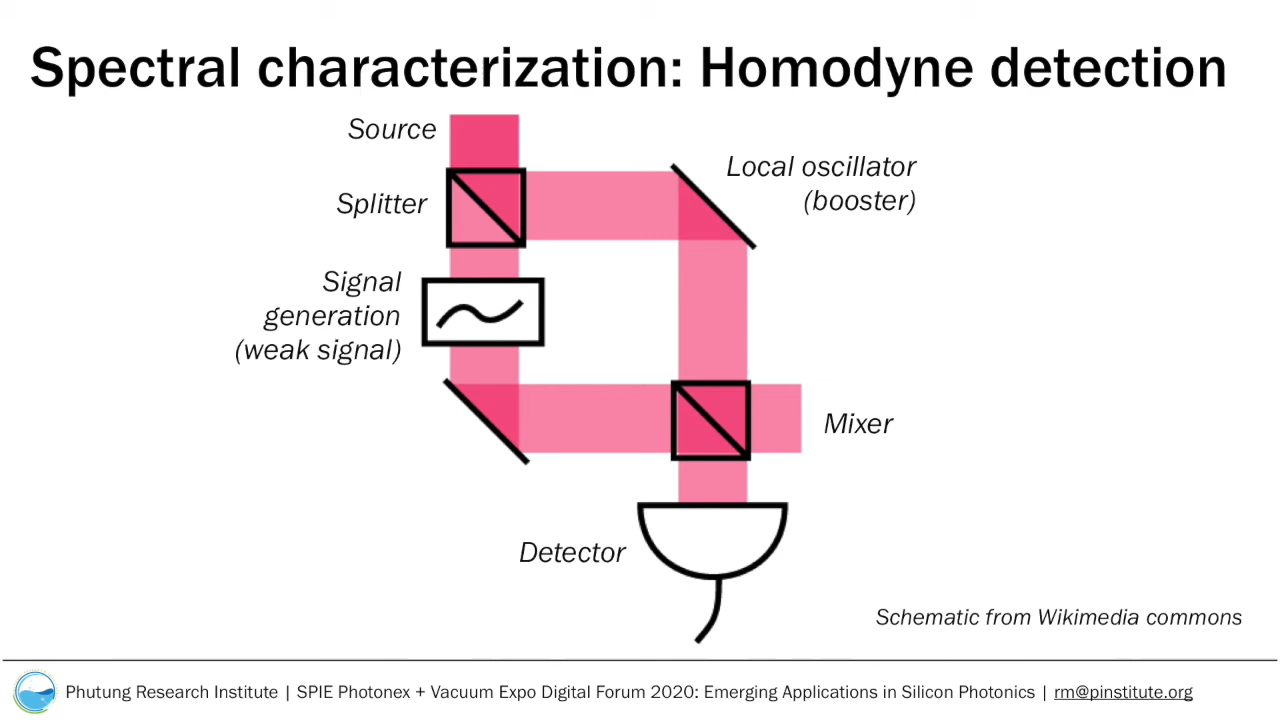 Spectral characterization: Homodyne detection
Source
Local oscillator
(booster)
Splitter
Signal
generation
(weak signal)
Mixer
Detector
Schematic from Wikimedia commons
Phutung Research Institute | SPIE Photonex + Vacuum Expo Digital Forum 2020: Emerging Applications in Silicon Photonics | rm@pinstitute.org